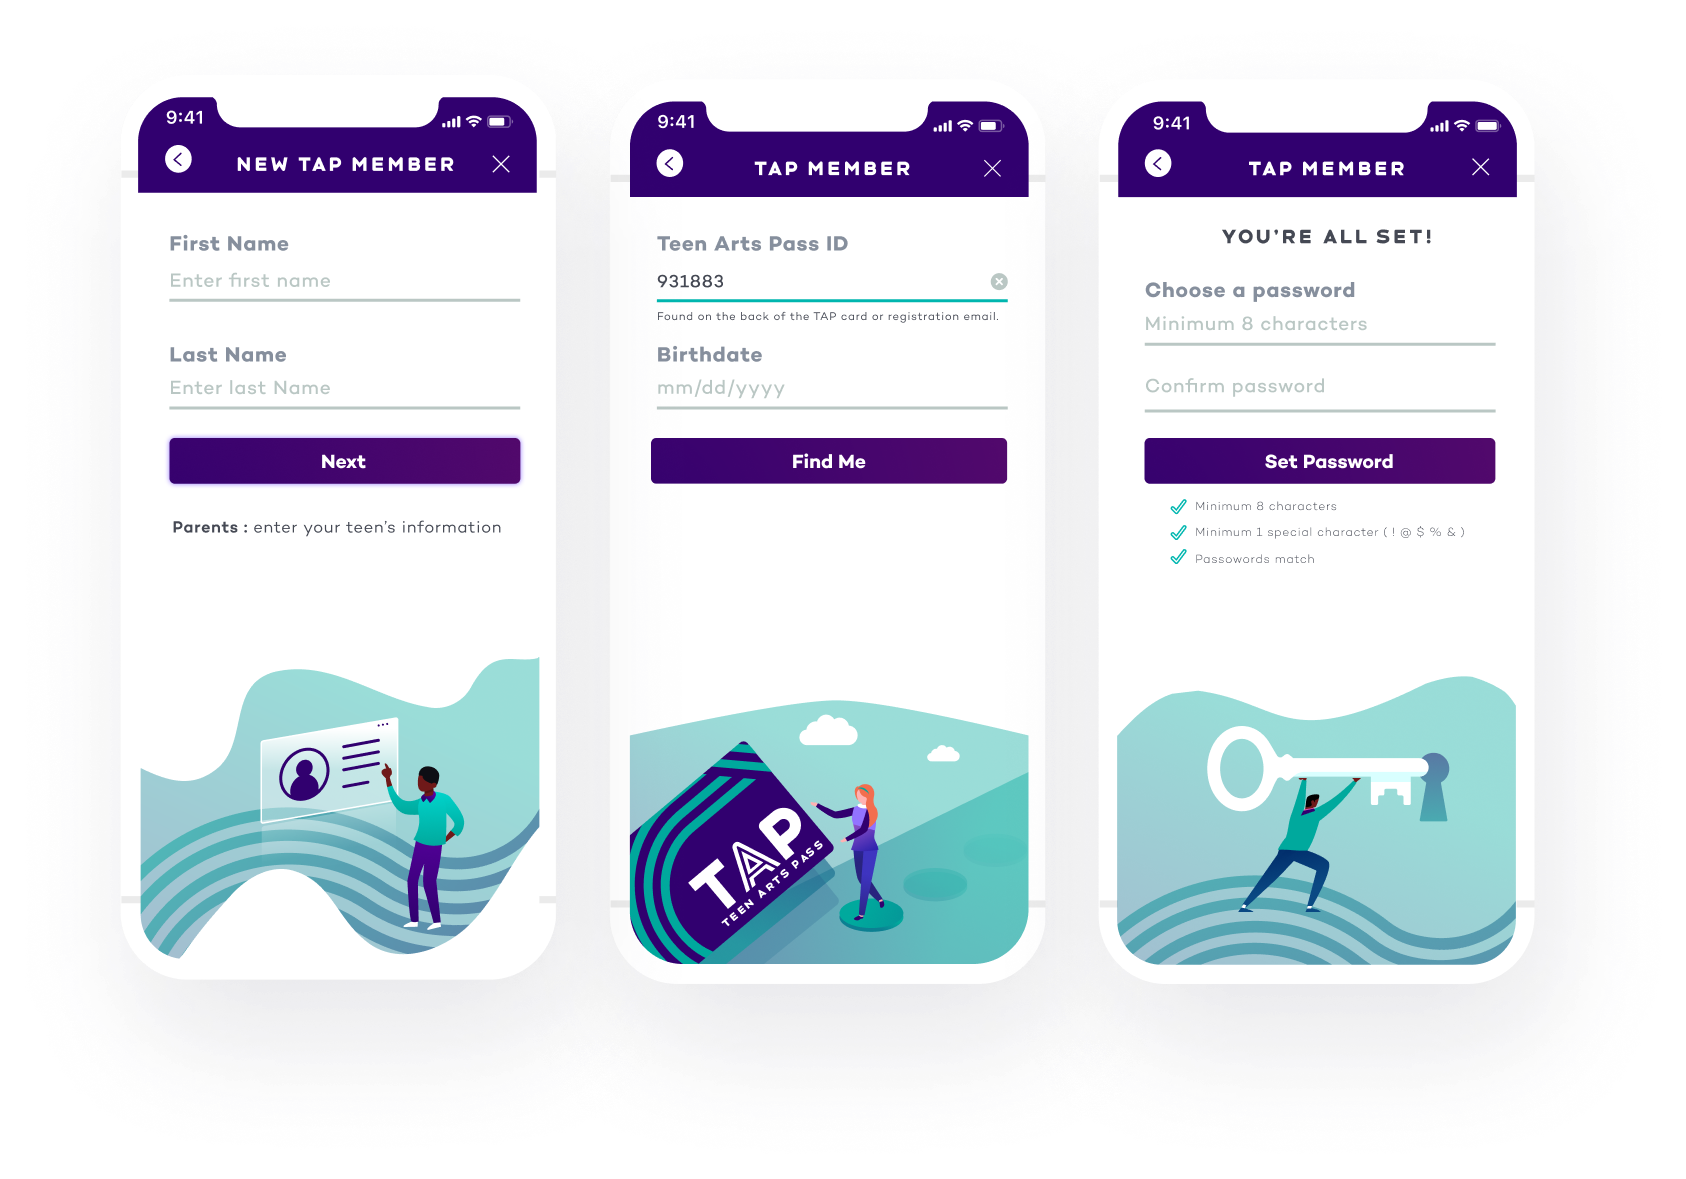 9:41
NEW TAP MEMBER
First Name
Enter first name
Last Name
Enter last Name
Next
Parents : enter your teen's information
9:41
TAP MEMBER
Teen Arts Pass ID
931883
Found on the back of the TAP card or registration email.
Birthdate
mm/dd/yyyy
Find Me
TAP
TEEN ARTS PASS
9:41
TAP MEMBER
YOU'RE ALL SET!
Choose a password
Minimum 8 characters
Confirm password
Set Password
Minimum 8 characters
Minimum 1 special character ( ! @ $ % & )
Passowords match